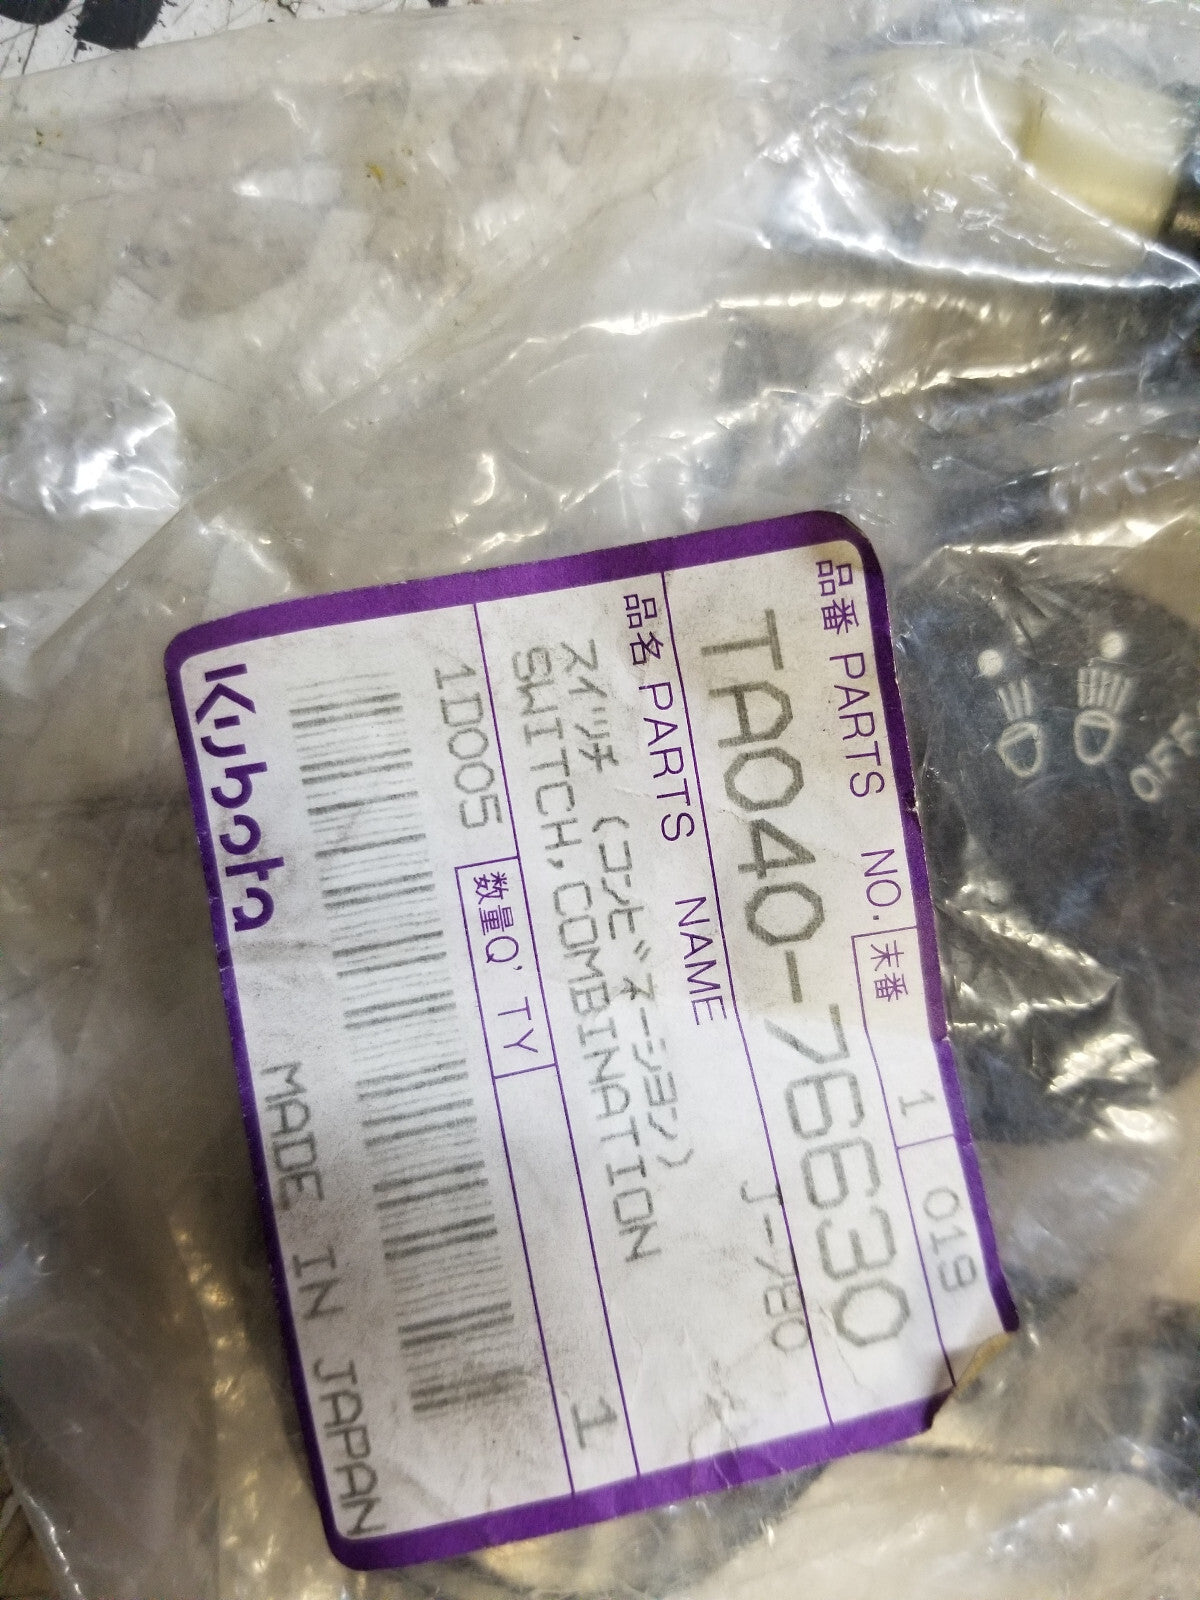 品番 PARTS NO. 末番 1 019
TA040-76630
J-780
品名 PARTS NAME
スイッチ (コンビネーション)
SWITCH,COMBINATION
1D005 数量Q'TY 1
Kubota MADE IN JAPAN
OFF